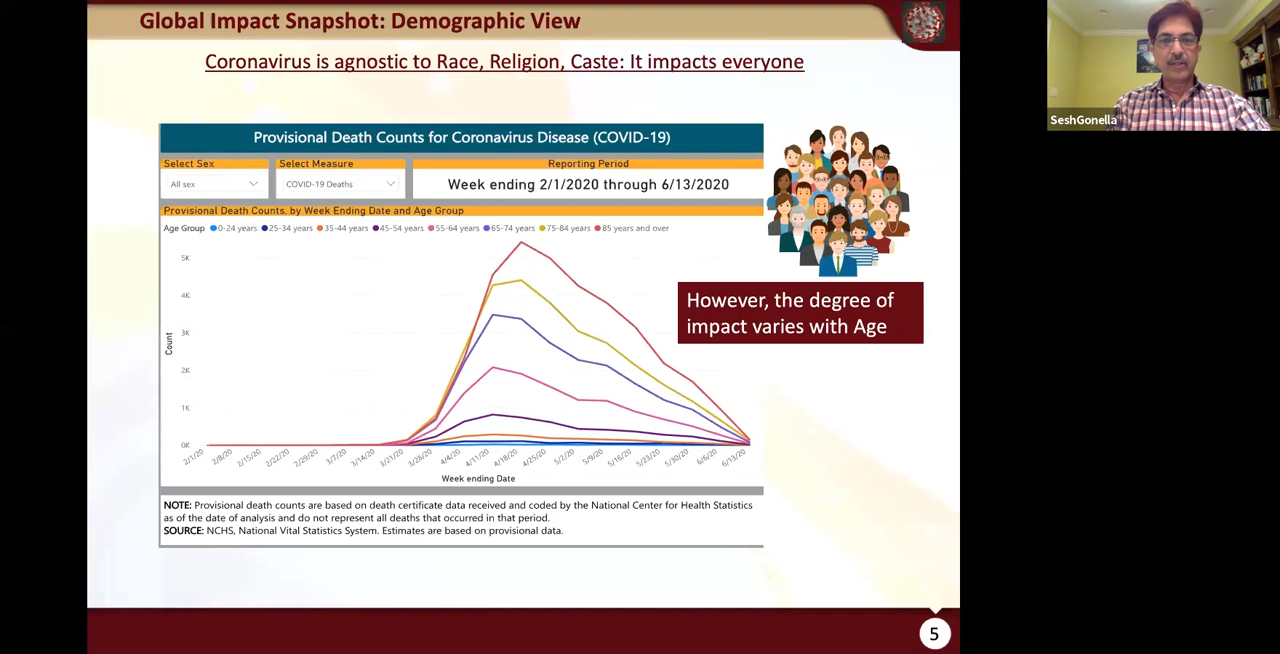 Global Impact Snapshot: Demographic View
Coronavirus is agnostic to Race, Religion, Caste: It impacts everyone
SeshGonella
Provisional Death Counts for Coronavirus Disease (COVID-19)
Select Sex
Select Measure
Reporting Period
All sex
COVID-19 Deaths
Week ending 2/1/2020 through 6/13/2020
Provisional Death Counts, by Week Ending Date and Age Group
Age Group 0-24 years 25-34 years 35-44 years 45-54 years 55-64 years 65-74 years 75-84 years 85 years and over
However, the degree of
impact varies with Age
5K
4K
3K
2K
1K
0K
Count
2/1/20 2/8/20 2/15/20 2/22/20 2/29/20 3/7/20 3/14/20 3/21/20 3/28/20 4/4/20 4/11/20 4/18/20 4/25/20 5/2/20 5/9/20 5/16/20 5/23/20 5/30/20 6/6/20 6/13/20
Week ending Date
NOTE: Provisional death counts are based on death certificate data received and coded by the National Center for Health Statistics
as of the date of analysis and do not represent all deaths that occurred in that period.
SOURCE: NCHS, National Vital Statistics System. Estimates are based on provisional data.
5